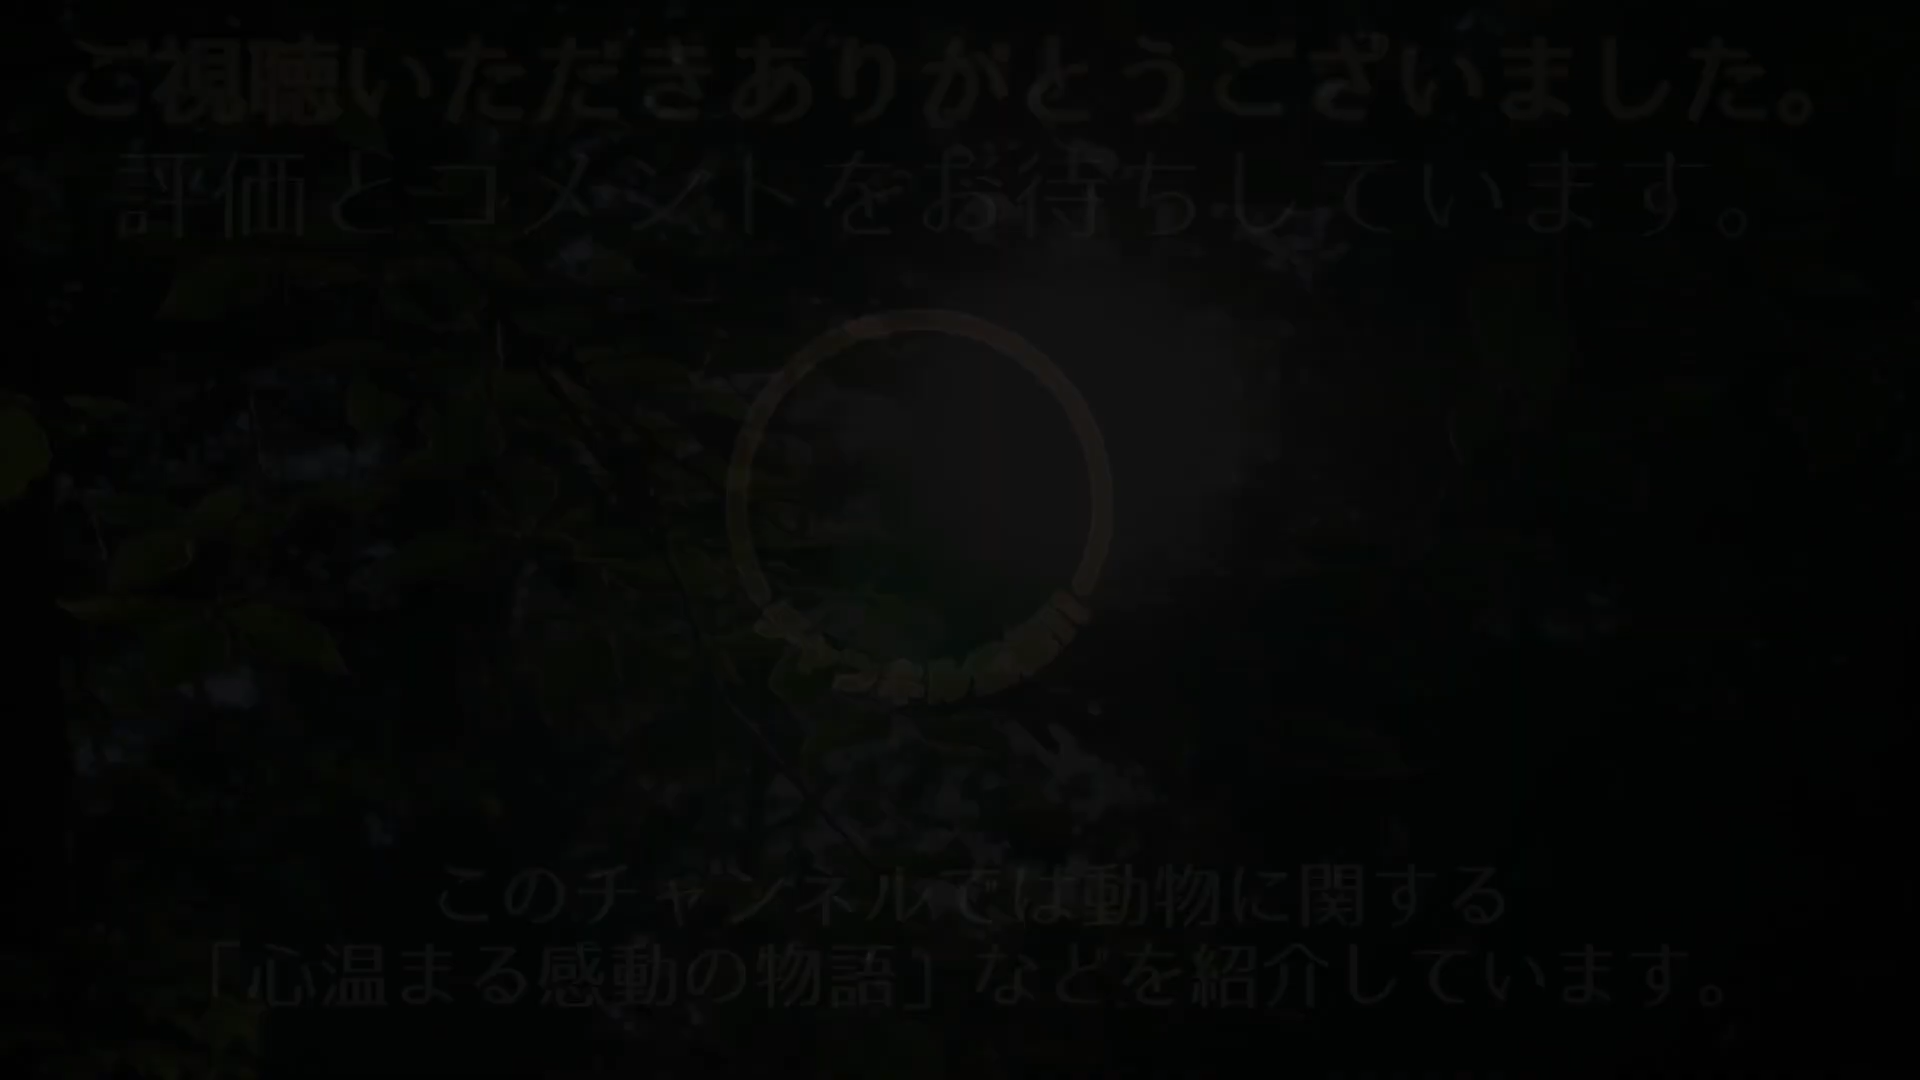 ご視聴いただきありがとうございました。
評価とコメントをお待ちしています。
このチャンネルでは動物に関する
「心温まる感動の物語」などを紹介しています。